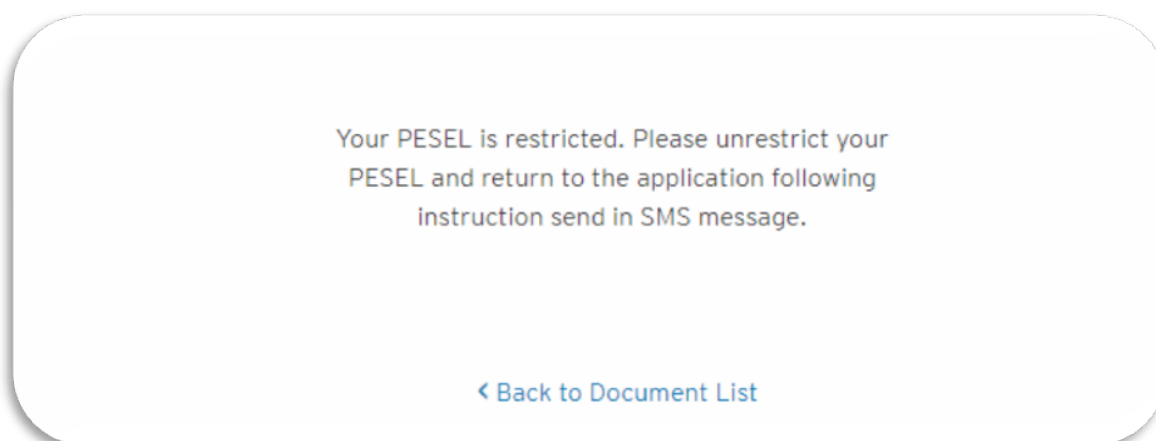 Your PESEL is restricted. Please unrestrict your
PESEL and return to the application following
instruction send in SMS message.
< Back to Document List